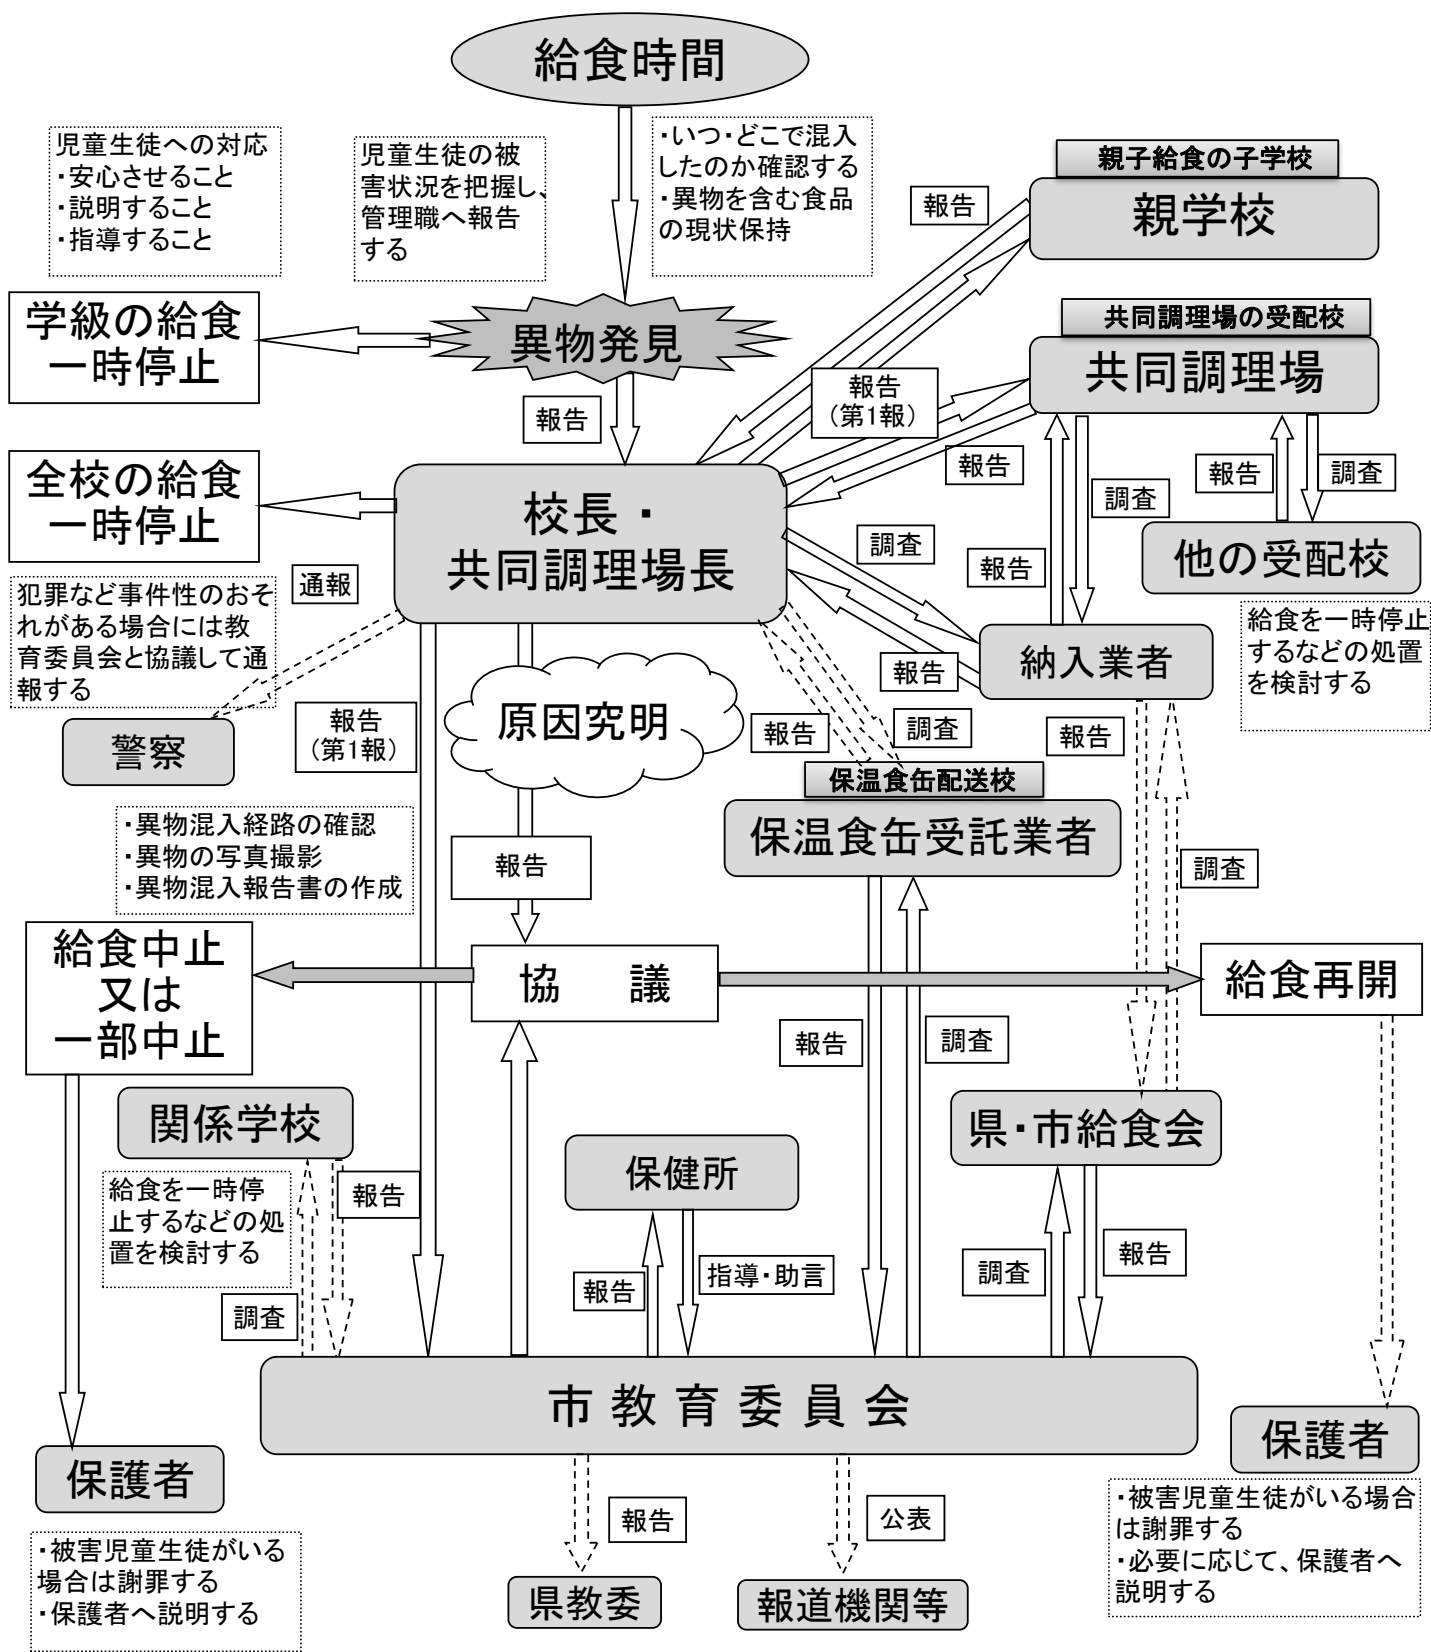 給食時間
児童生徒への対応
・安心させること
・説明すること
・指導すること
児童生徒の被
害状況を把握し、
管理職へ報告
する
・いつ・どこで混入
したのか確認する
・異物を含む食品
の現状保持
親子給食の子学校
親学校
報告
学級の給食
一時停止
異物発見
共同調理場の受配校
共同調理場
報告
報告
(第1報)
報告
報告
調査
調査
全校の給食
一時停止
校長・
共同調理場長
調査
他の受配校
報告
給食を一時停止
するなどの処置
を検討する
通報
犯罪など事件性のおそ
れがある場合には教
育委員会と協議して通
報する
警察
納入業者
報告
報告
(第1報)
原因究明
報告
調査
報告
保温食缶配送校
保温食缶受託業者
・異物混入経路の確認
・異物の写真撮影
・異物混入報告書の作成
報告
調査
給食中止
又は
一部中止
協　議
給食再開
報告
調査
関係学校
県・市給食会
給食を一時停
止するなどの処
置を検討する
報告
保健所
調査
報告
指導・助言
調査
報告
市教育委員会
保護者
・被害児童生徒がいる
場合は謝罪する
・保護者へ説明する
報告
県教委
公表
報道機関等
保護者
・被害児童生徒がいる場合
は謝罪する
・必要に応じて、保護者へ
説明する